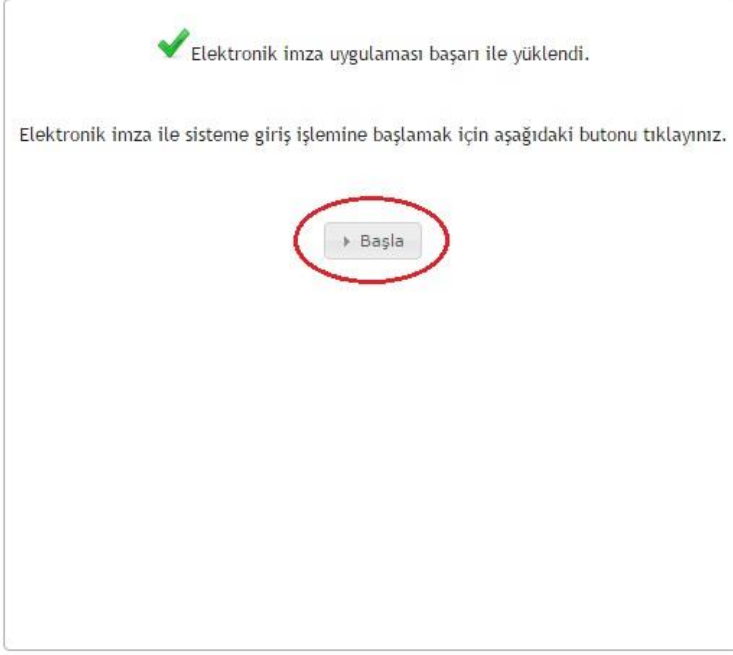 Elektronik imza uygulaması başarı ile yüklendi.
Elektronik imza ile sisteme giriş işlemine başlamak için aşağıdaki butonu tıklayınız.
Başla